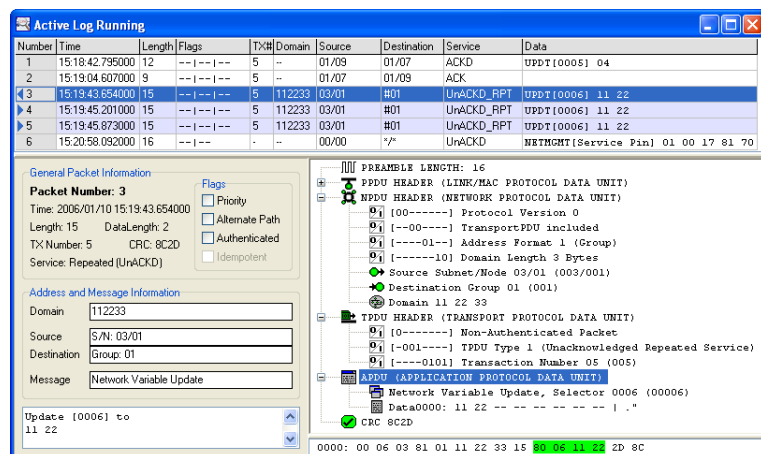 Active Log Running
Number Time Length Flags TX# Domain Source Destination Service Data
1 15:18:42.795000 12 --|--|-- 5 -- 01/09 01/07 ACKD UPDT[0005] 04
2 15:19:04.607000 9 --|--|-- 5 -- 01/07 01/09 ACK
3 15:19:43.654000 15 --|--|-- 5 112233 03/01 #01 UnACKD_RPT UPDT[0006] 11 22
4 15:19:45.201000 15 --|--|-- 5 112233 03/01 #01 UnACKD_RPT UPDT[0006] 11 22
5 15:19:45.873000 15 --|--|-- 5 112233 03/01 #01 UnACKD_RPT UPDT[0006] 11 22
6 15:20:58.092000 16 --|-- - -- 00/00 */* UnACKD NETMGMT[Service Pin] 01 00 17 81 70
General Packet Information
Packet Number: 3
Time: 2006/01/10 15:19:43.654000
Length: 15 DataLength: 2
TX Number: 5 CRC: 8C2D
Service: Repeated (UnACKD)
Flags
Priority
Alternate Path
Authenticated
Idempotent
Address and Message Information
Domain 112233
Source S/N: 03/01
Destination Group: 01
Message Network Variable Update
Update [0006] to
11 22
PREAMBLE LENGTH: 16
PPDU HEADER (LINK/MAC PROTOCOL DATA UNIT)
NPDU HEADER (NETWORK PROTOCOL DATA UNIT)
[00------] Protocol Version 0
[--00----] TransportPDU included
[----01--] Address Format 1 (Group)
[------10] Domain Length 3 Bytes
Source Subnet/Node 03/01 (003/001)
Destination Group 01 (001)
Domain 11 22 33
TPDU HEADER (TRANSPORT PROTOCOL DATA UNIT)
[0-------] Non-Authenticated Packet
[-001----] TPDU Type 1 (Unacknowledged Repeated Service)
[----0101] Transaction Number 05 (005)
APDU (APPLICATION PROTOCOL DATA UNIT)
Network Variable Update, Selector 0006 (00006)
Data0000: 11 22 -- -- -- -- -- -- | ."
CRC 8C2D
0000: 00 06 03 81 01 11 22 33 15 80 06 11 22 2D 8C